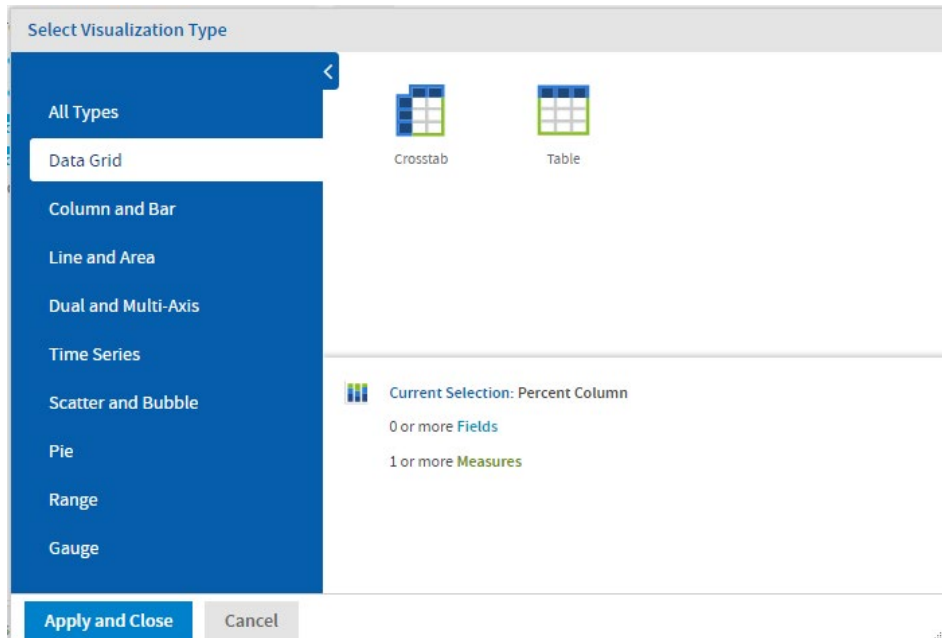 Select Visualization Type
All Types
Data Grid
Column and Bar
Line and Area
Dual and Multi-Axis
Time Series
Scatter and Bubble
Pie
Range
Gauge
Crosstab
Table
Current Selection: Percent Column
0 or more Fields
1 or more Measures
Apply and Close
Cancel